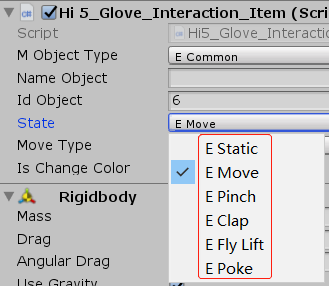 Hi 5_Glove_Interaction_Item (Scri
Script Hi5_Glove_Interaction
M Object Type E Common
Name Object
Id Object 6
State E Move
E Static
Move Type E Move
Is Change Color E Pinch
E Clap
Rigidbody E Fly Lift
Mass E Poke
Drag
Angular Drag
Use Gravity